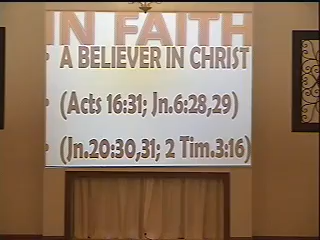 IN FAITH
• A BELIEVER IN CHRIST
• (Acts 16:31; Jn.6:28,29)
• (Jn.20:30,31; 2 Tim.3:16)